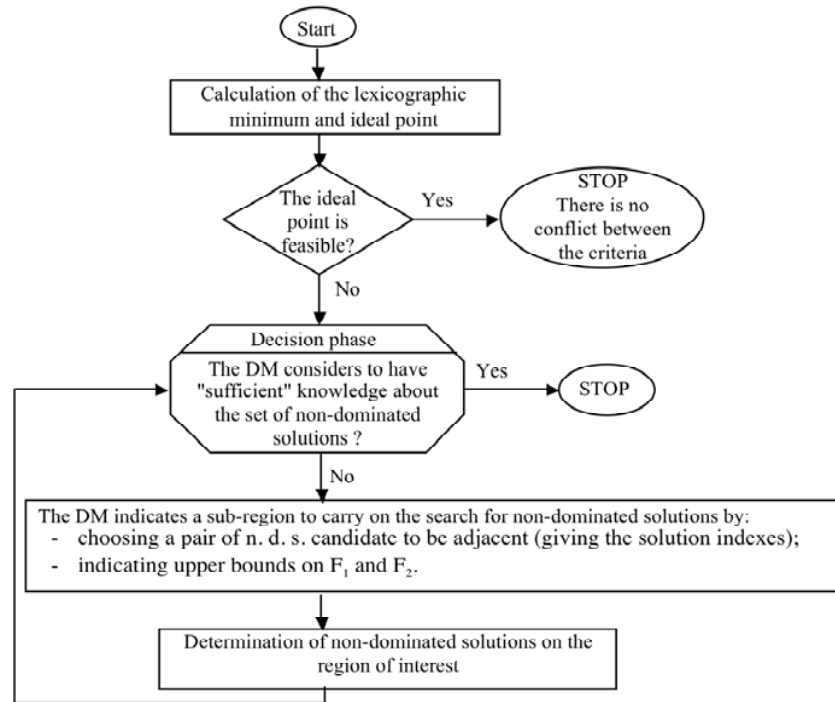 Start
Calculation of the lexicographic
minimum and ideal point
The ideal
point is
feasible?
Yes
STOP
There is no
conflict between
the criteria
No
Decision phase
The DM considers to have
"sufficient" knowledge about
the set of non-dominated
solutions ?
Yes
STOP
No
The DM indicates a sub-region to carry on the search for non-dominated solutions by:
- choosing a pair of n. d. s. candidate to be adjacent (giving the solution indexes);
- indicating upper bounds on F₁ and F₂.
Determination of non-dominated solutions on the
region of interest